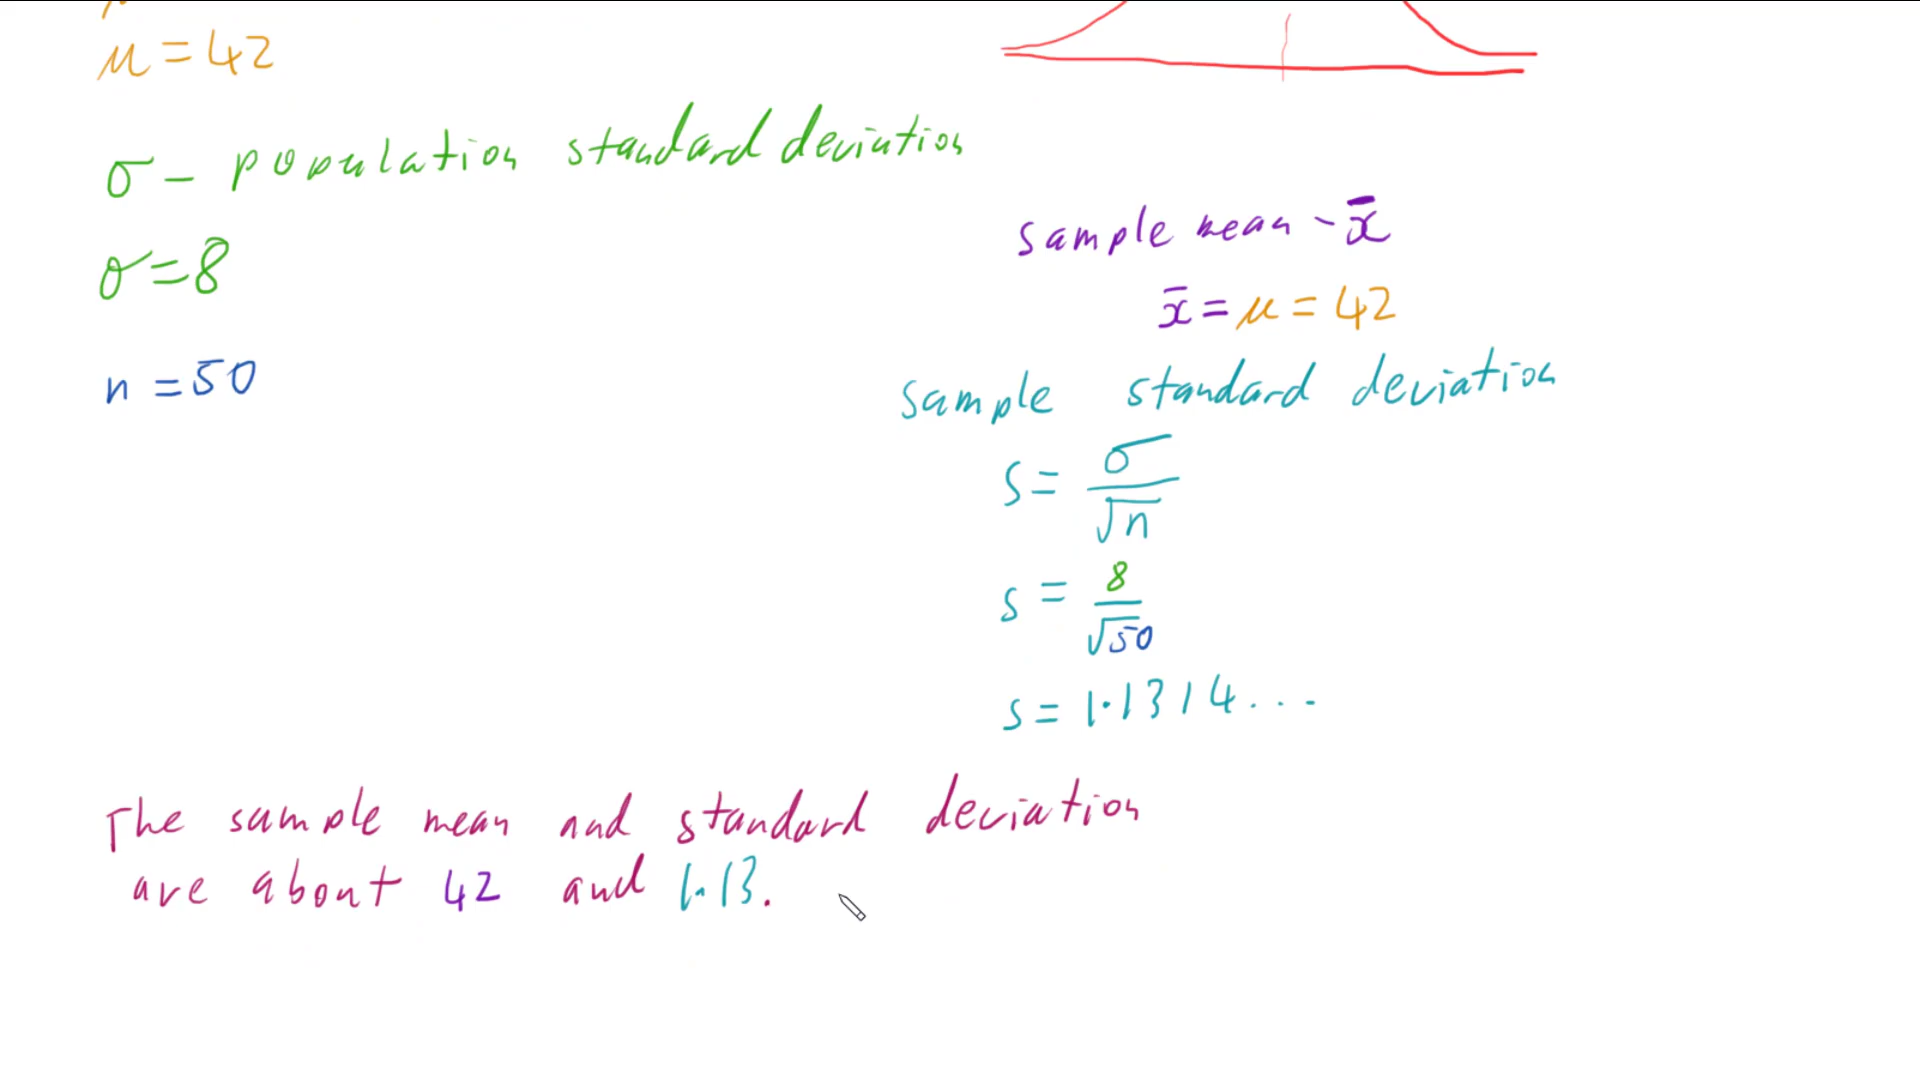 μ = 42
σ - population standard deviation
σ = 8
n = 50
sample mean - x̄
x̄ = μ = 42
sample standard deviation
s = σ/√n
s = 8/√50
s = 1.1314...
The sample mean and standard deviation
are about 42 and 1.13.